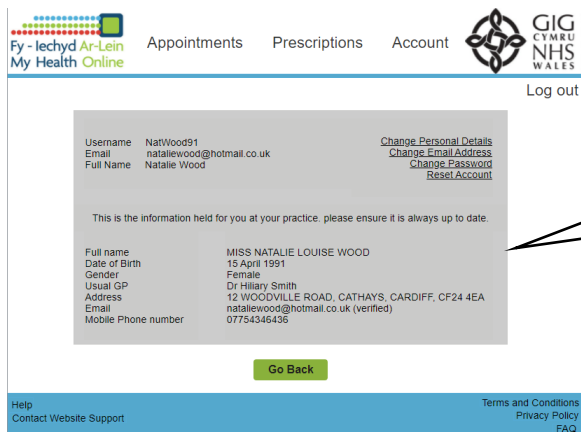 Fy - Iechyd Ar-Lein
My Health Online
Appointments Prescriptions Account
GIG
CYMRU
NHS
WALES
Log out
Username NatWood91
Email nataliewood@hotmail.co.uk
Full Name Natalie Wood
Change Personal Details
Change Email Address
Change Password
Reset Account
This is the information held for you at your practice. please ensure it is always up to date.
Full name MISS NATALIE LOUISE WOOD
Date of Birth 15 April 1991
Gender Female
Usual GP Dr Hiliary Smith
Address 12 WOODVILLE ROAD, CATHAYS, CARDIFF, CF24 4EA
Email nataliewood@hotmail.co.uk (verified)
Mobile Phone number 07754346436
Go Back
Help
Contact Website Support
Terms and Conditions
Privacy Policy
FAQ